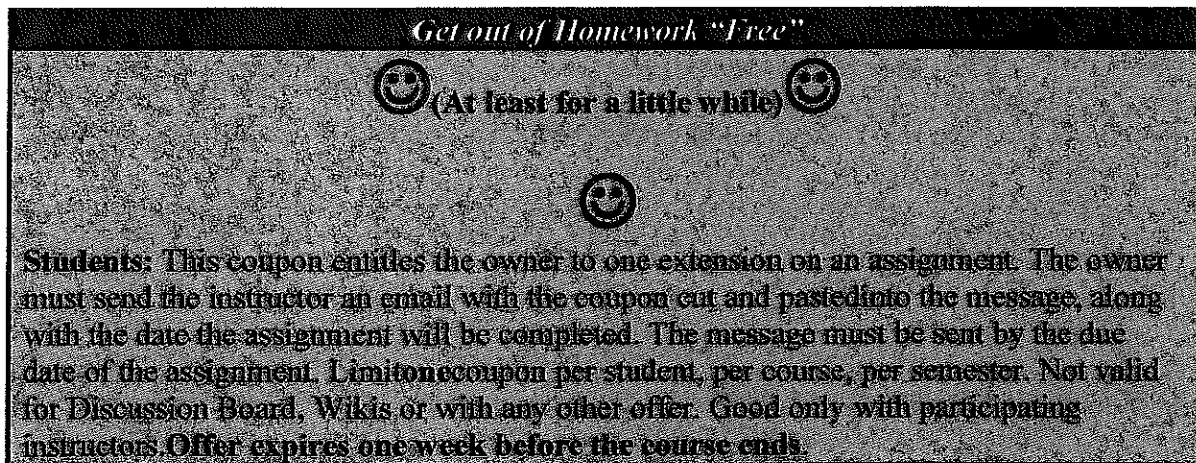 Get out of Homework “Free”
(At least for a little while)
Students: This coupon entitles the owner to one extension on an assignment. The owner
must send the instructor an email with the coupon cut and pastedinto the message, along
with the date the assignment will be completed. The message must be sent by the due
date of the assignment. Limitonecoupon per student, per course, per semester. Not valid
for Discussion Board, Wikis or with any other offer. Good only with participating
instructors.Offer expires one week before the course ends.